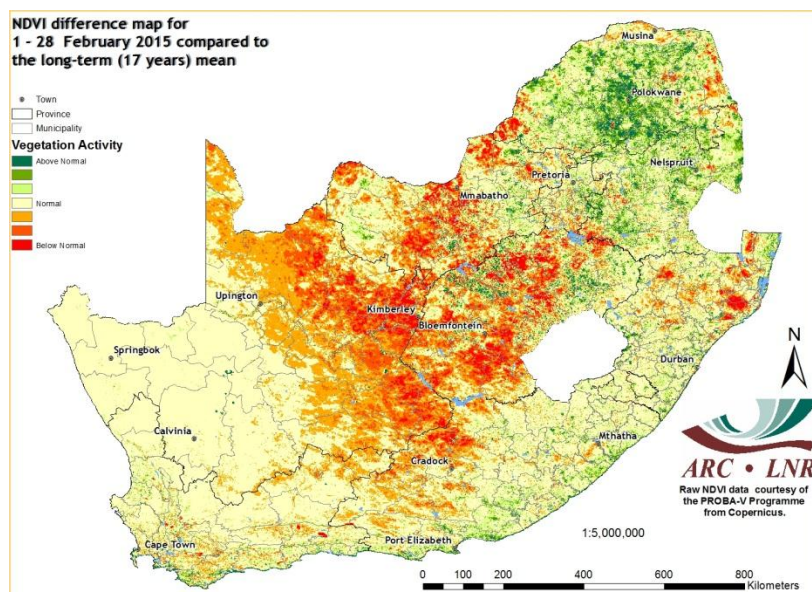 NDVI difference map for
1 - 28 February 2015 compared to
the long-term (17 years) mean
Town
Province
Municipality
Vegetation Activity
Above Normal
Normal
Below Normal
Musina
Polokwane
Nelspruit
Pretoria
Mmabatho
Upington
Kimberley
Bloemfontein
Springbok
Durban
Calvinia
Mthatha
Cradock
Cape Town
Port Elizabeth
N
ARC • LNR
Raw NDVI data courtesy of
the PROBA-V Programme
from Copernicus.
1:5,000,000
0 100 200 400 600 800
Kilometers